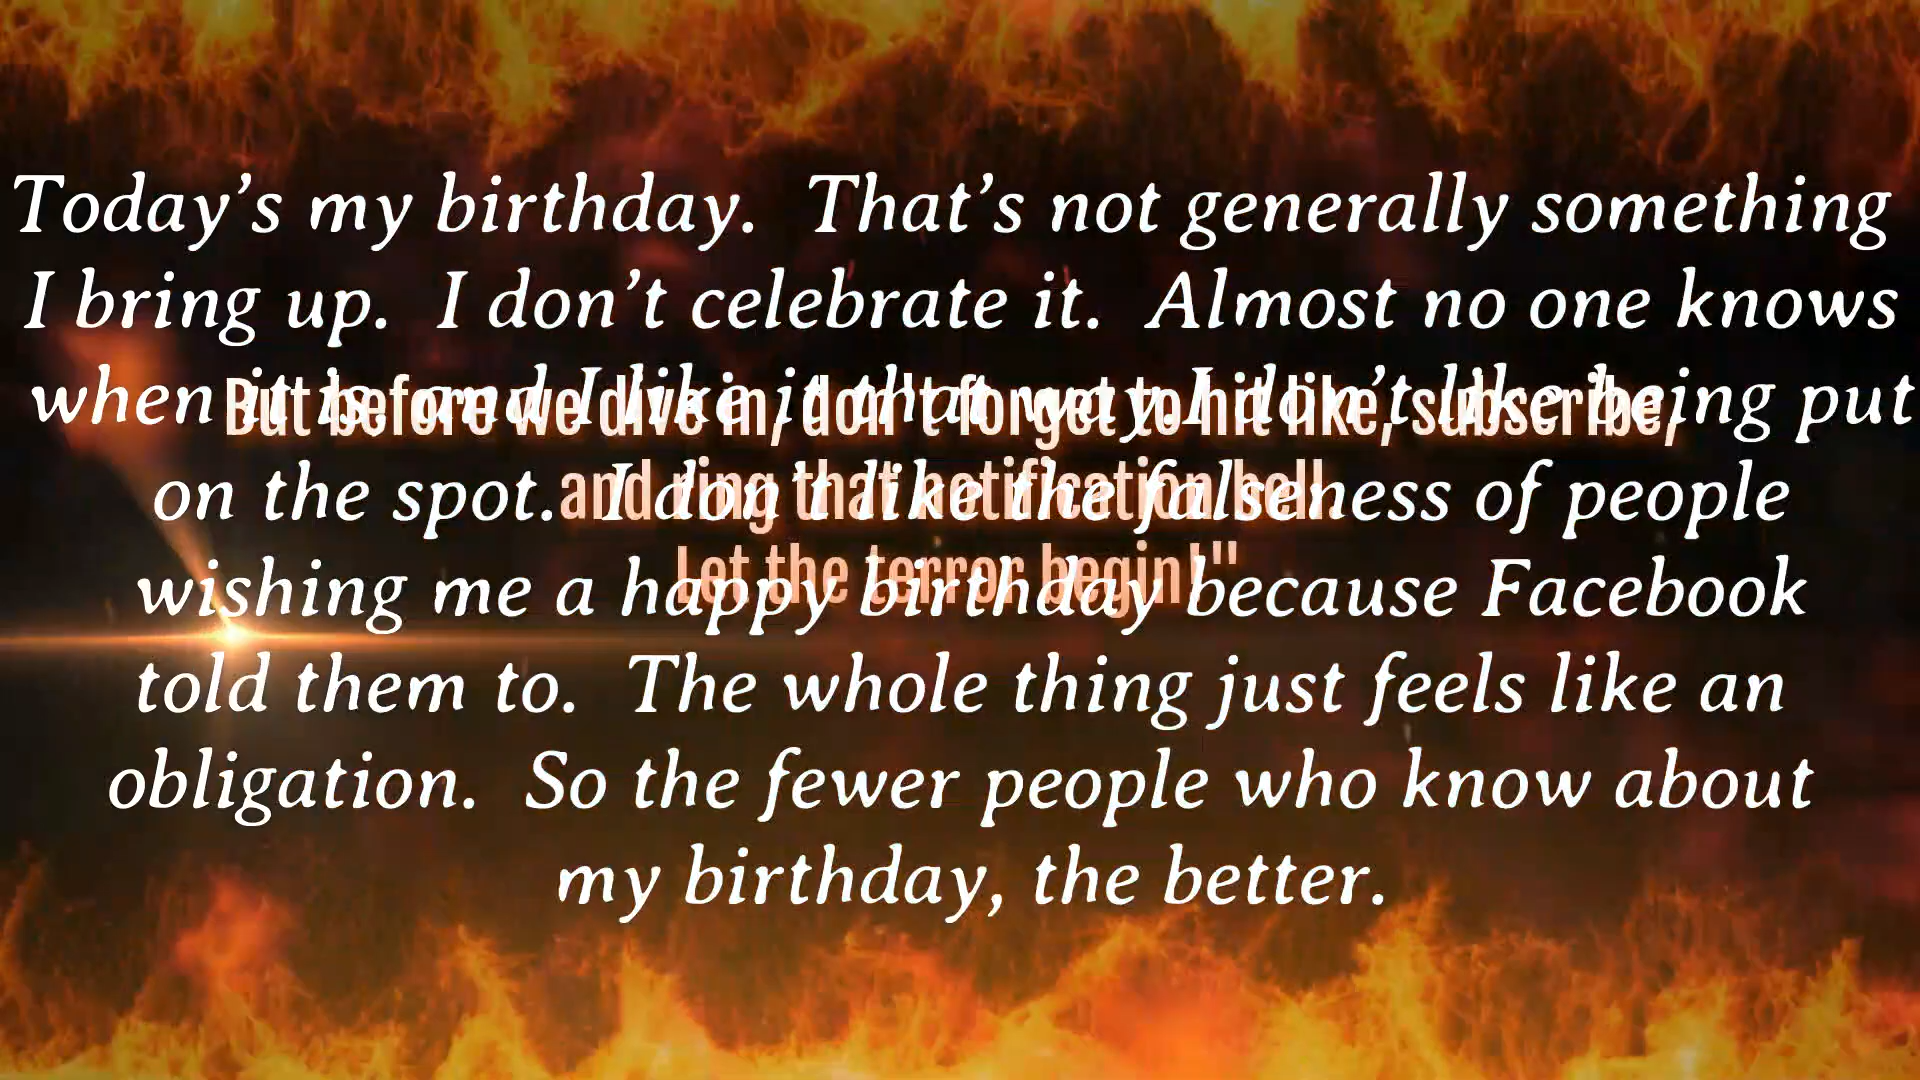 Today’s my birthday.  That’s not generally something
I bring up.  I don’t celebrate it.  Almost no one knows
when it is, and I like it that way. I don’t like being put
on the spot.  I don’t like the falseness of people
wishing me a happy birthday because Facebook
told them to.  The whole thing just feels like an
obligation.  So the fewer people who know about
my birthday, the better.
But before we dive in, don't forget to hit like, subscribe,
and ring that notification bell.
Let the terror begin!"